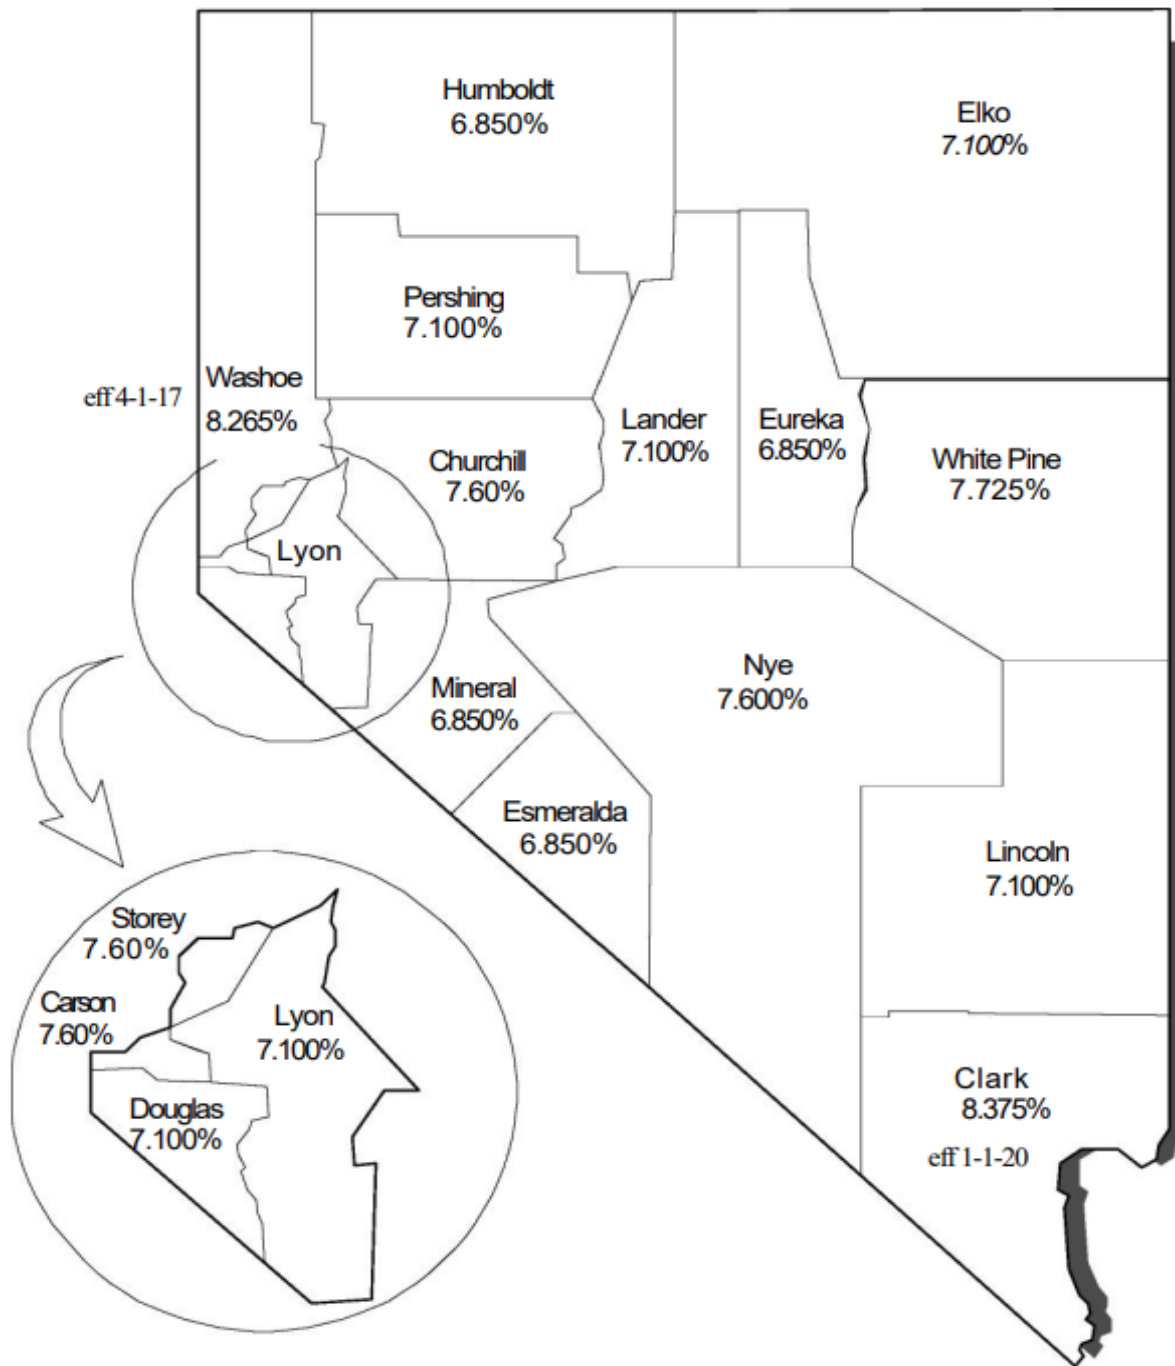 Humboldt
6.850%
Elko
7.100%
Pershing
7.100%
eff 4-1-17
Washoe
8.265%
Lander
7.100%
Eureka
6.850%
Churchill
7.60%
White Pine
7.725%
Lyon
Nye
7.600%
Mineral
6.850%
Esmeralda
6.850%
Lincoln
7.100%
Storey
7.60%
Carson
7.60%
Lyon
7.100%
Douglas
7.100%
Clark
8.375%
eff 1-1-20